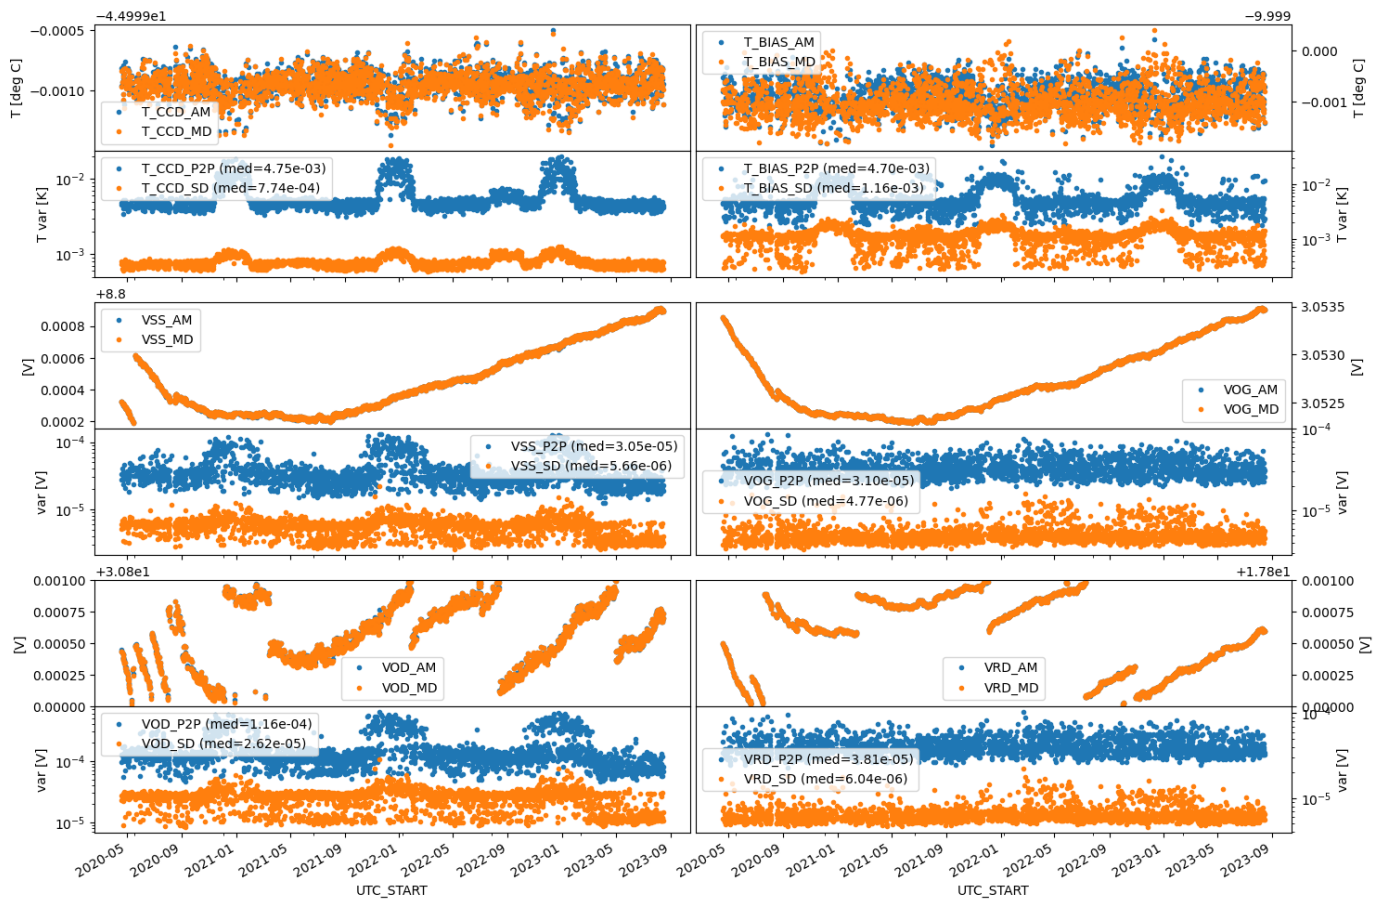 −4.4999e1
−9.999
−0.0005
−0.0010
T [deg C]
T_CCD_AM
T_CCD_MD
T_BIAS_AM
T_BIAS_MD
0.000
−0.001
T [deg C]
10⁻²
10⁻³
T var [K]
T_CCD_P2P (med=4.75e-03)
T_CCD_SD (med=7.74e-04)
T_BIAS_P2P (med=4.70e-03)
T_BIAS_SD (med=1.16e-03)
10⁻²
10⁻³
T var [K]
+8.8
0.0008
0.0006
0.0004
0.0002
[V]
VSS_AM
VSS_MD
VOG_AM
VOG_MD
3.0535
3.0530
3.0525
[V]
10⁻⁴
10⁻⁵
var [V]
VSS_P2P (med=3.05e-05)
VSS_SD (med=5.66e-06)
VOG_P2P (med=3.10e-05)
VOG_SD (med=4.77e-06)
10⁻⁴
10⁻⁵
var [V]
+3.08e1
+1.78e1
0.00100
0.00075
0.00050
0.00025
0.00000
[V]
VOD_AM
VOD_MD
VRD_AM
VRD_MD
0.00100
0.00075
0.00050
0.00025
0.00000
[V]
10⁻⁴
10⁻⁵
var [V]
VOD_P2P (med=1.16e-04)
VOD_SD (med=2.62e-05)
VRD_P2P (med=3.81e-05)
VRD_SD (med=6.04e-06)
10⁻⁴
10⁻⁵
var [V]
2020-05
2020-09
2021-01
2021-05
2021-09
2022-01
2022-05
2022-09
2023-01
2023-05
2023-09
UTC_START
2020-05
2020-09
2021-01
2021-05
2021-09
2022-01
2022-05
2022-09
2023-01
2023-05
2023-09
UTC_START